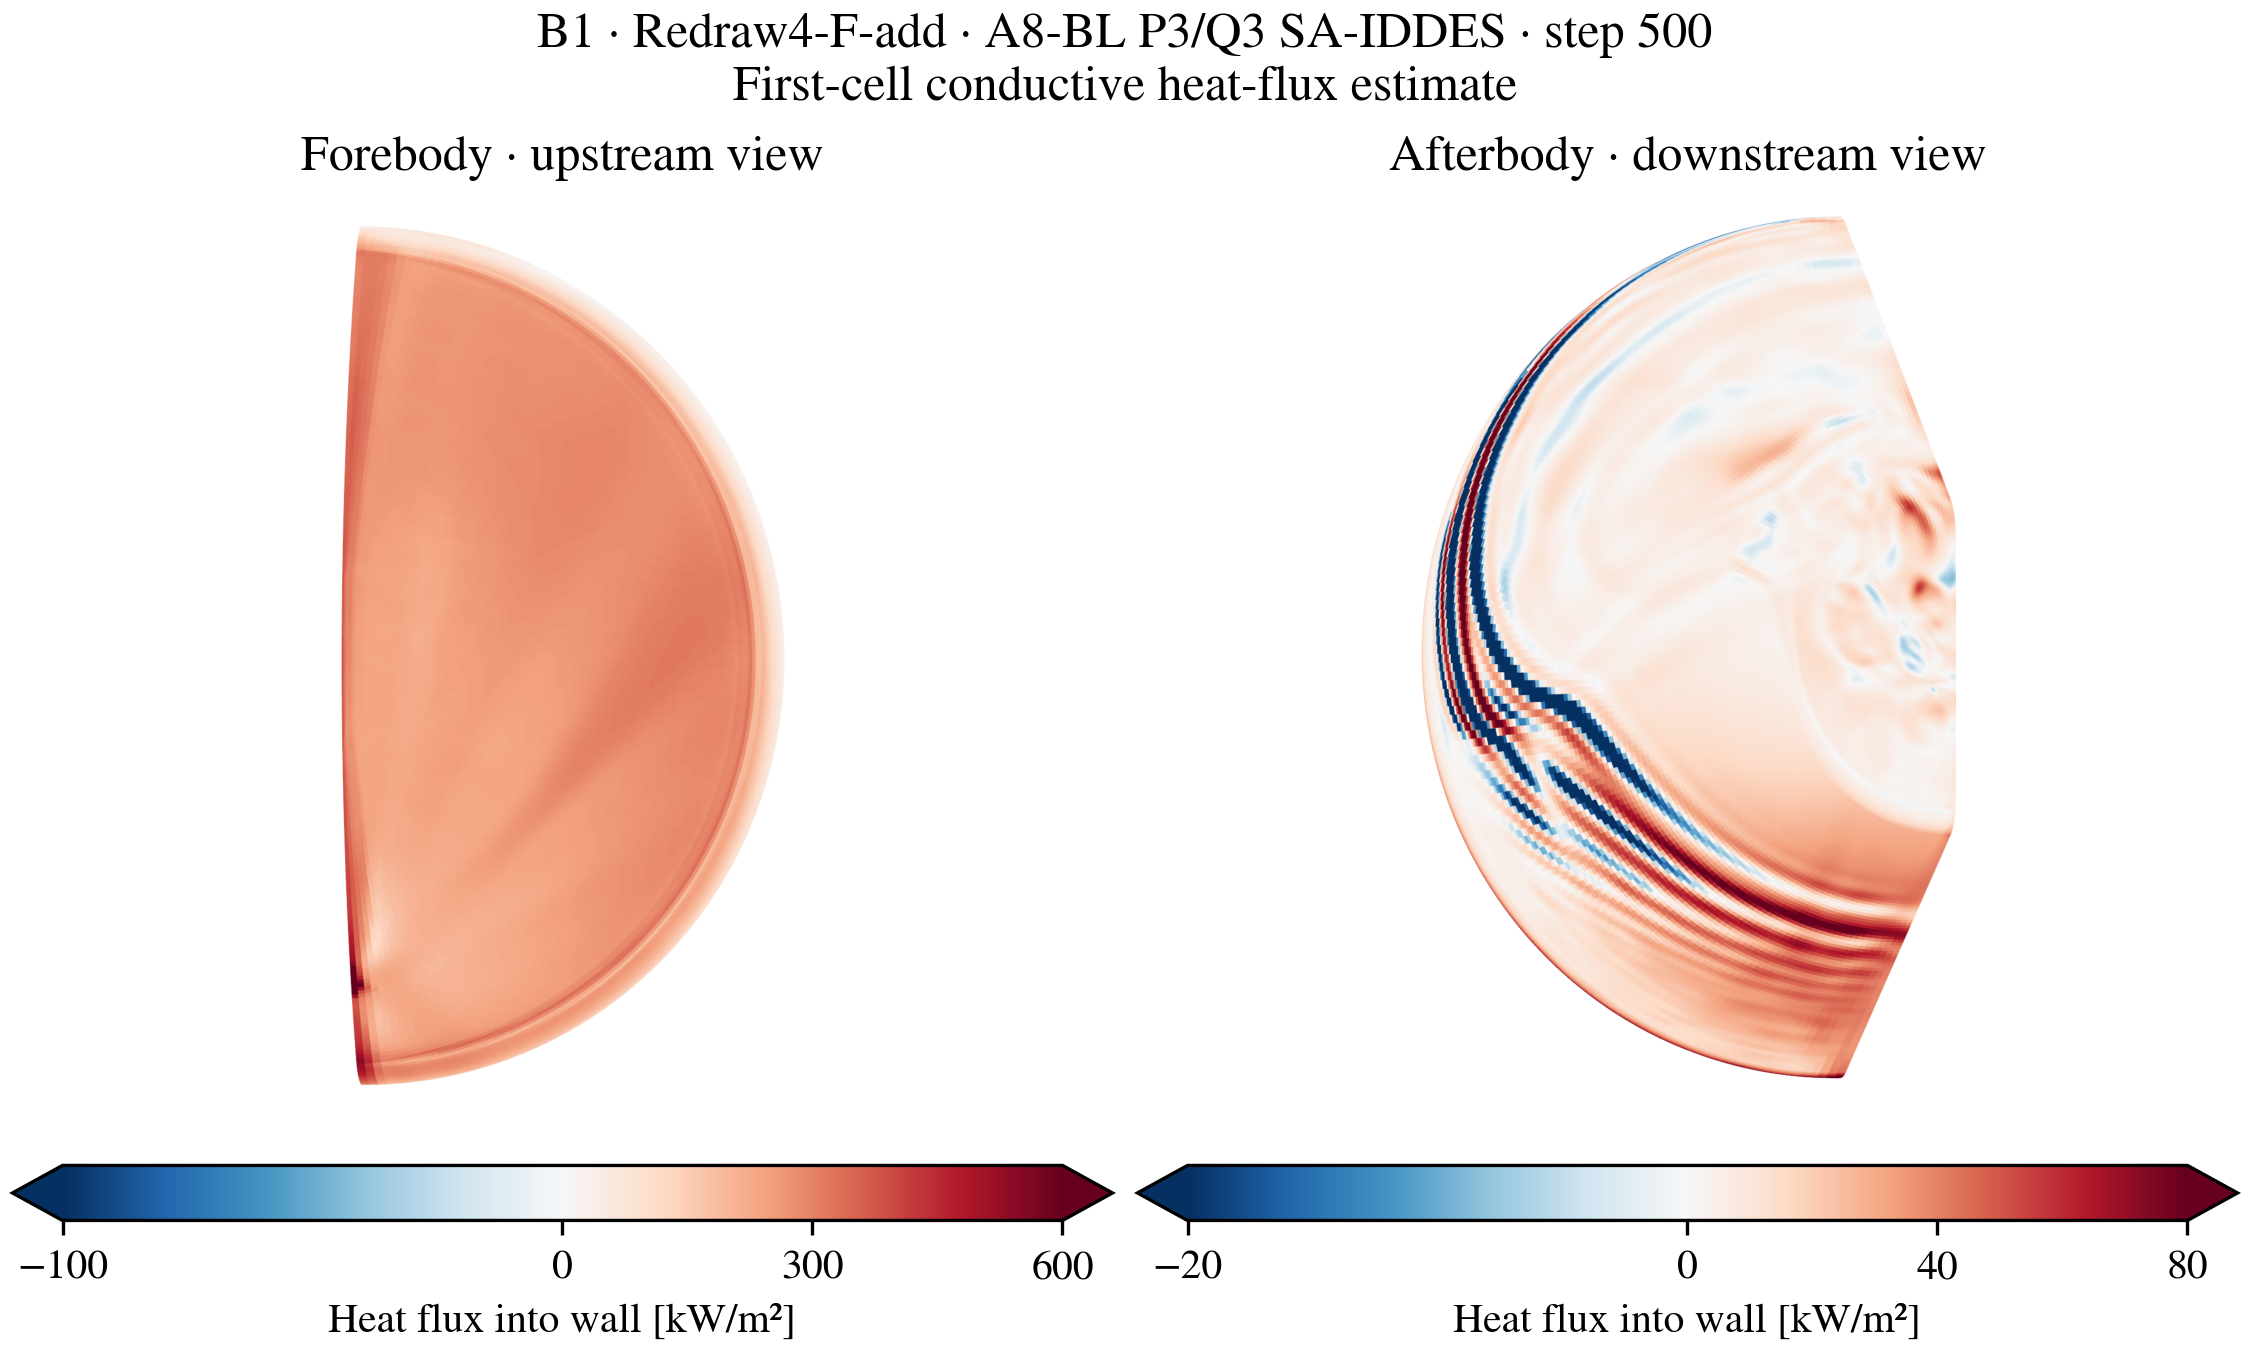 B1 · Redraw4-F-add · A8-BL P3/Q3 SA-IDDES · step 500
First-cell conductive heat-flux estimate
Forebody · upstream view
Afterbody · downstream view
−100 0 300 600
Heat flux into wall [kW/m²]
−20 0 40 80
Heat flux into wall [kW/m²]